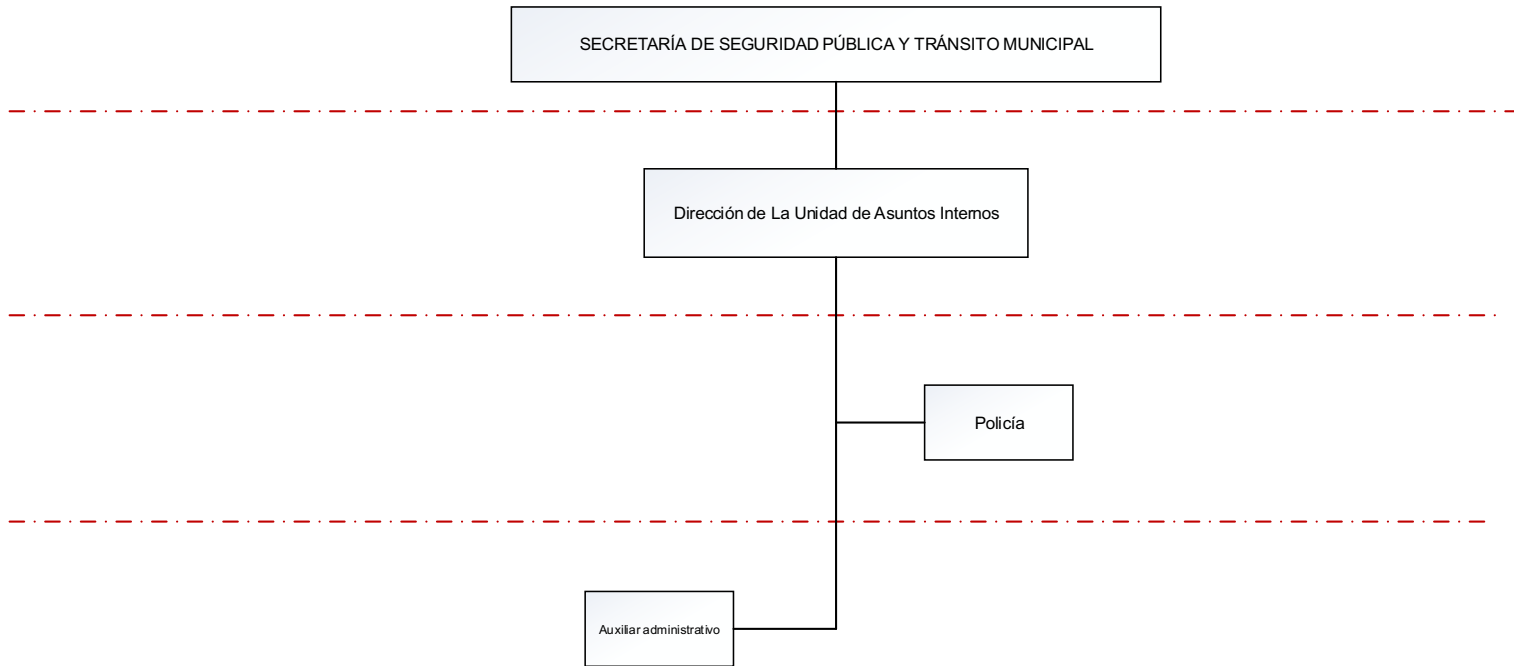 SECRETARÍA DE SEGURIDAD PÚBLICA Y TRÁNSITO MUNICIPAL
Dirección de La Unidad de Asuntos Internos
Policía
Auxiliar administrativo